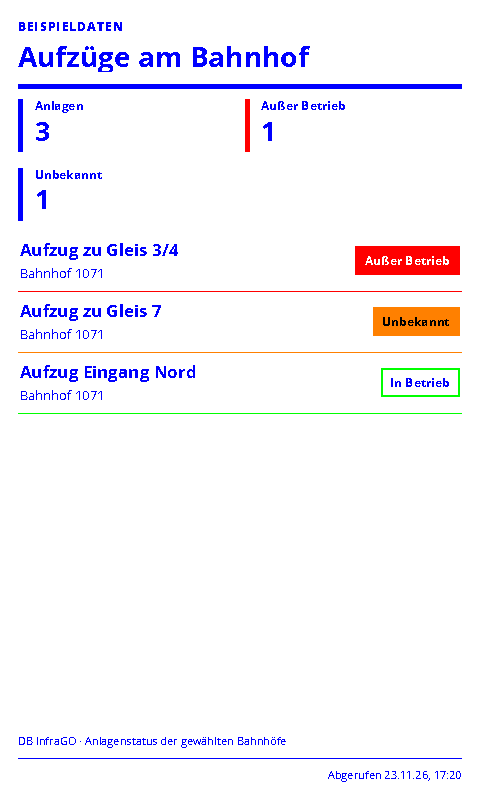 BEISPIELDATEN
Aufzüge am Bahnhof
Anlagen
3
Außer Betrieb
1
Unbekannt
1
Aufzug zu Gleis 3/4
Bahnhof 1071
Außer Betrieb
Aufzug zu Gleis 7
Bahnhof 1071
Unbekannt
Aufzug Eingang Nord
Bahnhof 1071
In Betrieb
DB InfraGO · Anlagenstatus der gewählten Bahnhöfe
Abgerufen 23.11.26, 17:20